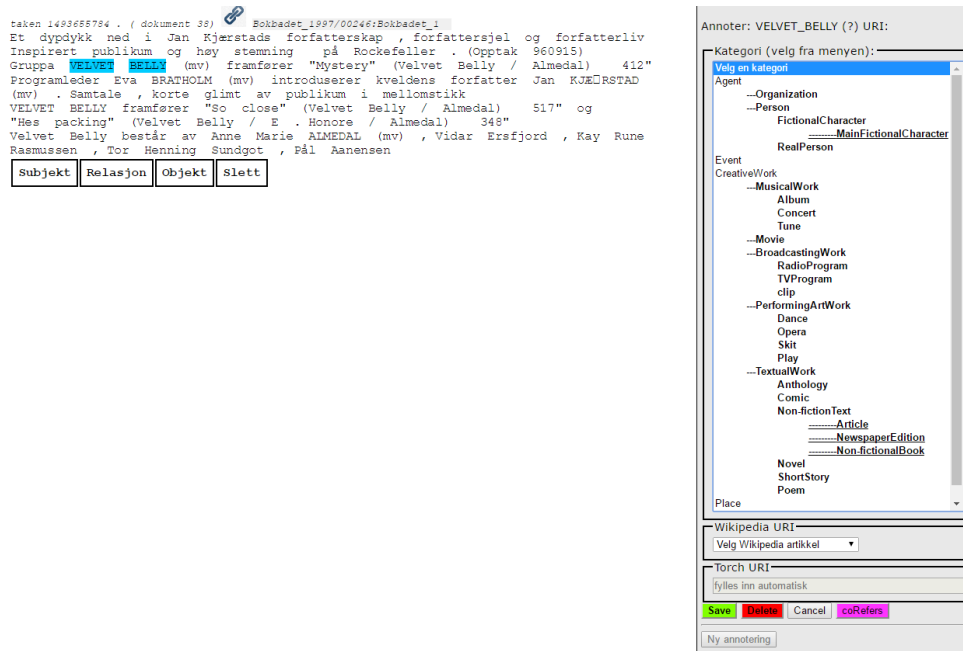 taken 1493655784 . ( dokument 38) Bokbadet_1997/00246:Bokbadet_1
Et dypdykk ned i Jan Kjærstads forfatterskap , forfattersjel og forfatterliv
Inspirert publikum og høy stemning på Rockefeller . (Opptak 960915)
Gruppa VELVET BELLY (mv) framfører "Mystery" (Velvet Belly / Almedal) 412"
Programleder Eva BRATHOLM (mv) introduserer kveldens forfatter Jan KJÆ□RSTAD
(mv) . Samtale , korte glimt av publikum i mellomstikk
VELVET BELLY framfører "So close" (Velvet Belly / Almedal) 517" og
"Hes packing" (Velvet Belly / E . Honore / Almedal) 348"
Velvet Belly består av Anne Marie ALMEDAL (mv) , Vidar Ersfjord , Kay Rune
Rasmussen , Tor Henning Sundgot , Pål Aanensen
Subjekt Relasjon Objekt Slett
Annoter: VELVET_BELLY (?) URI:
Kategori (velg fra menyen):
Velg en kategori
Agent
---Organization
---Person
FictionalCharacter
---------MainFictionalCharacter
RealPerson
Event
CreativeWork
---MusicalWork
Album
Concert
Tune
---Movie
---BroadcastingWork
RadioProgram
TVProgram
clip
---PerformingArtWork
Dance
Opera
Skit
Play
---TextualWork
Anthology
Comic
Non-fictionText
---------Article
---------NewspaperEdition
---------Non-fictionalBook
Novel
ShortStory
Poem
Place
Wikipedia URI
Velg Wikipedia artikkel
Torch URI
fylles inn automatisk
Save Delete Cancel coRefers
Ny annotering